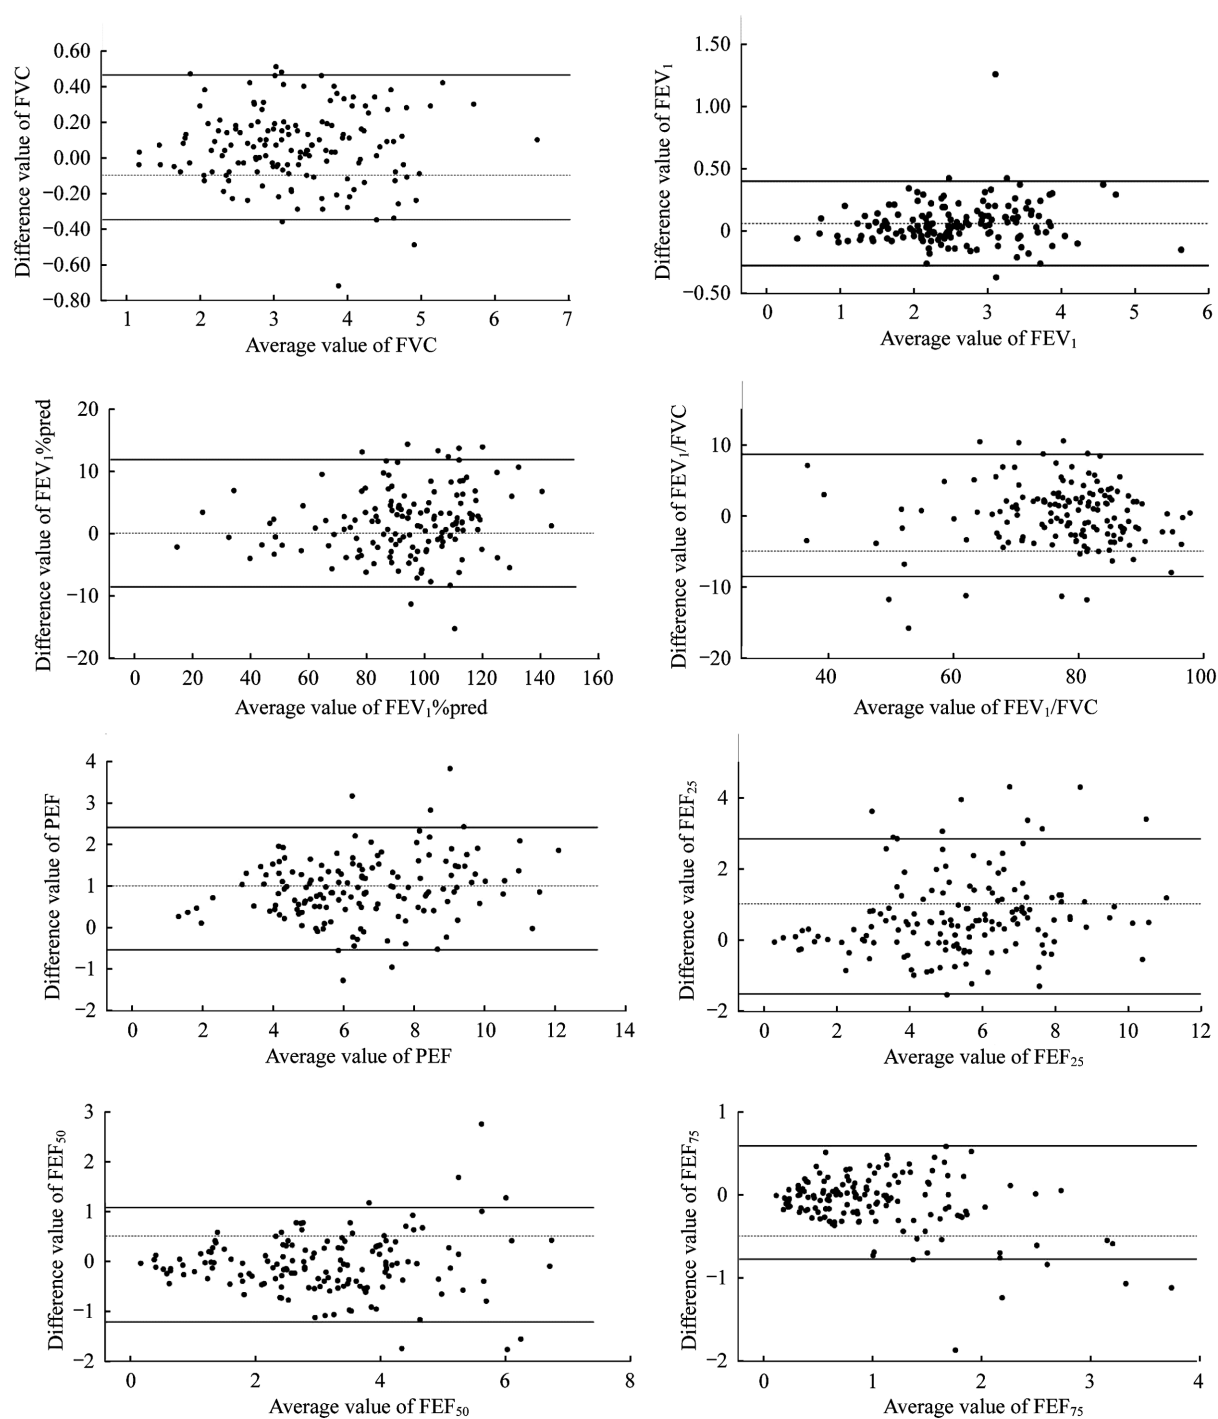 Difference value of FVC
0.60
0.40
0.20
0.00
−0.20
−0.40
−0.60
−0.80
1 2 3 4 5 6 7
Average value of FVC
Difference value of FEV₁
1.50
1.00
0.50
0
−0.50
0 1 2 3 4 5 6
Average value of FEV₁
Difference value of FEV₁%pred
20
10
0
−10
−20
0 20 40 60 80 100 120 140 160
Average value of FEV₁%pred
Difference value of FEV₁/FVC
10
0
−10
−20
40 60 80 100
Average value of FEV₁/FVC
Difference value of PEF
4
3
2
1
0
−1
−2
0 2 4 6 8 10 12 14
Average value of PEF
Difference value of FEF₂₅
4
2
0
−2
0 2 4 6 8 10 12
Average value of FEF₂₅
Difference value of FEF₅₀
3
2
1
0
−1
−2
0 2 4 6 8
Average value of FEF₅₀
Difference value of FEF₇₅
1
0
−1
−2
0 1 2 3 4
Average value of FEF₇₅